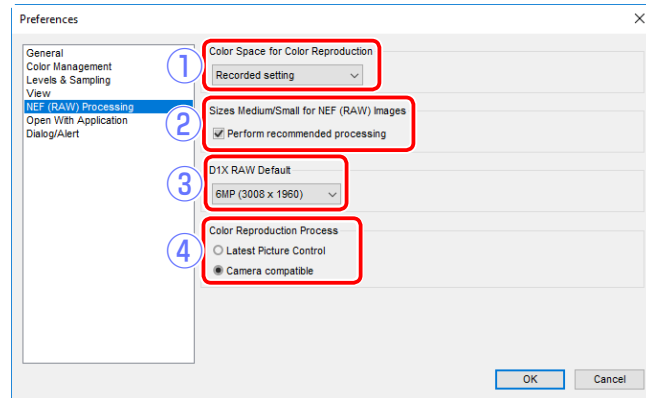 Preferences
General
Color Management
Levels & Sampling
View
NEF (RAW) Processing
Open With Application
Dialog/Alert
1
Color Space for Color Reproduction
Recorded setting
2
Sizes Medium/Small for NEF (RAW) Images
Perform recommended processing
3
D1X RAW Default
6MP (3008 x 1960)
4
Color Reproduction Process
Latest Picture Control
Camera compatible
OK Cancel